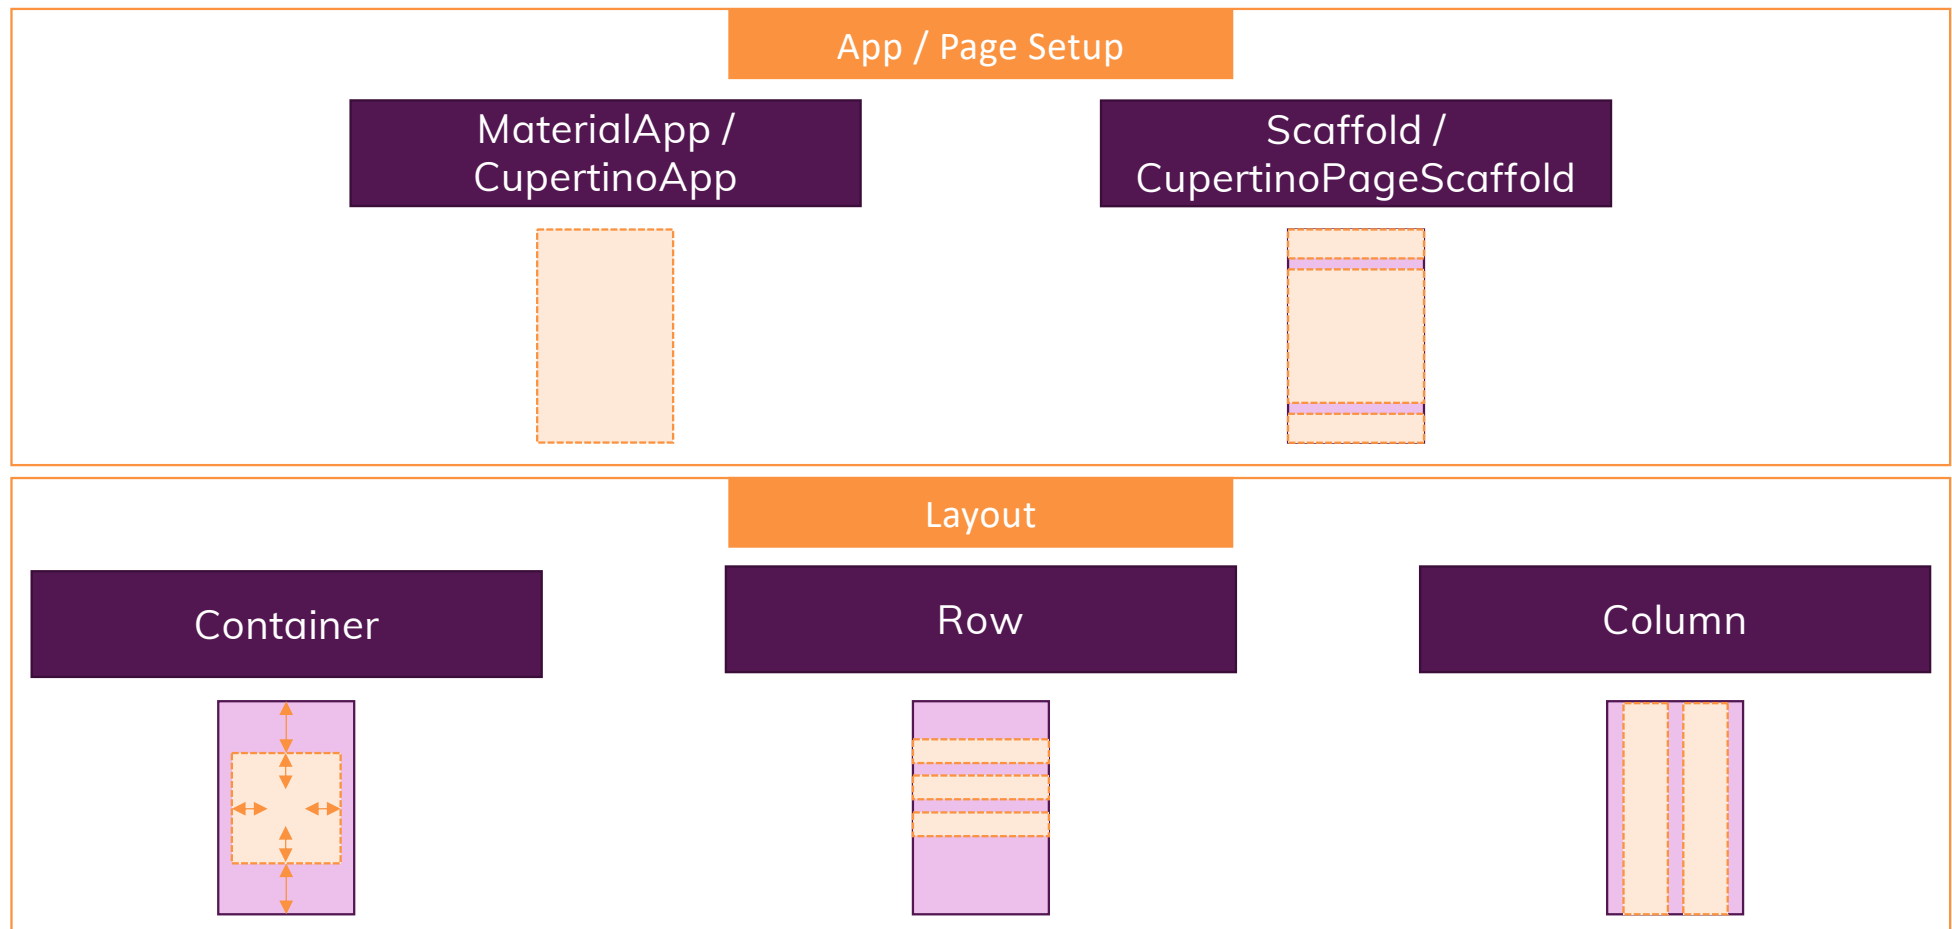 App / Page Setup
MaterialApp /
CupertinoApp
Scaffold /
CupertinoPageScaffold
Layout
Container
Row
Column